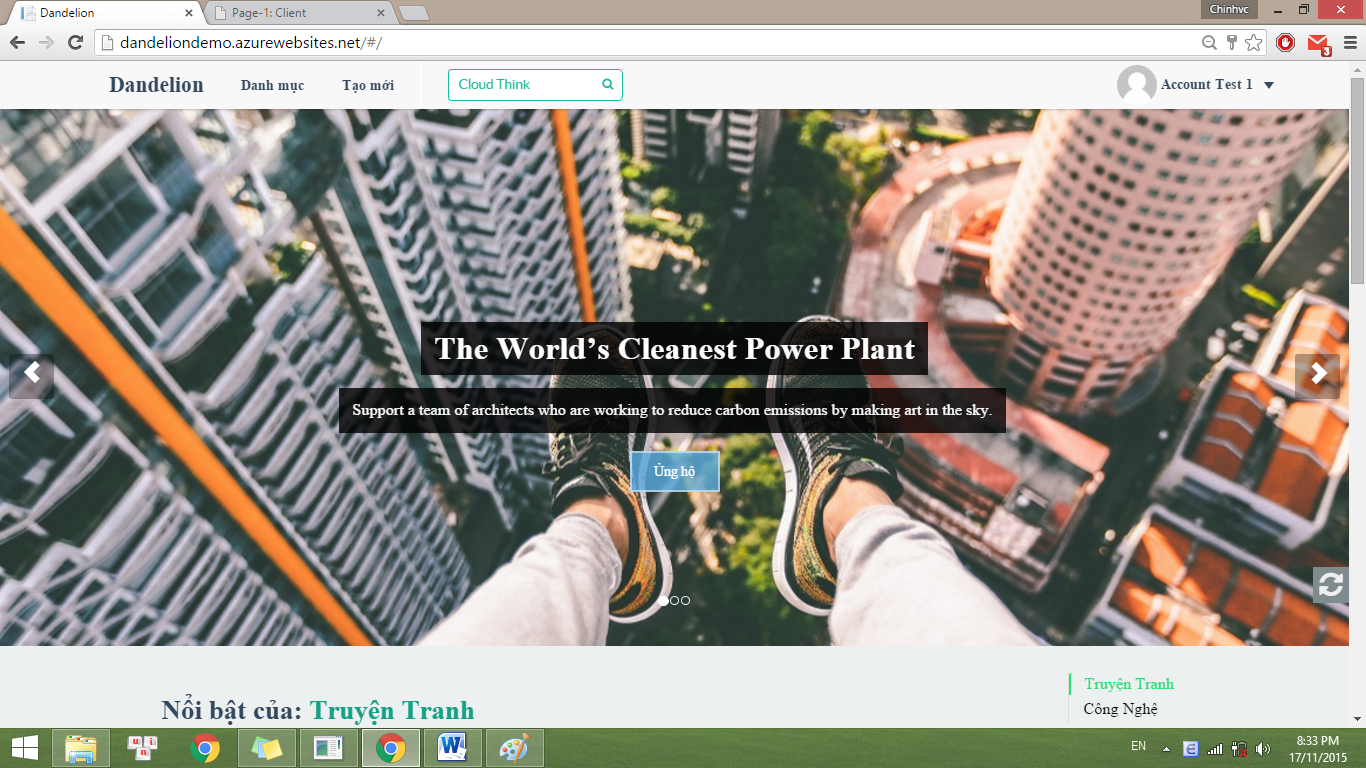 Dandelion
Page-1: Client
Chinhvc
dandeliondemo.azurewebsites.net/#/
3
Dandelion
Danh mục
Tạo mới
Cloud Think
Account Test 1
The World's Cleanest Power Plant
Support a team of architects who are working to reduce carbon emissions by making art in the sky.
Ủng hộ
Nổi bật của: Truyện Tranh
Truyện Tranh
Công Nghệ
EN
8:33 PM
17/11/2015